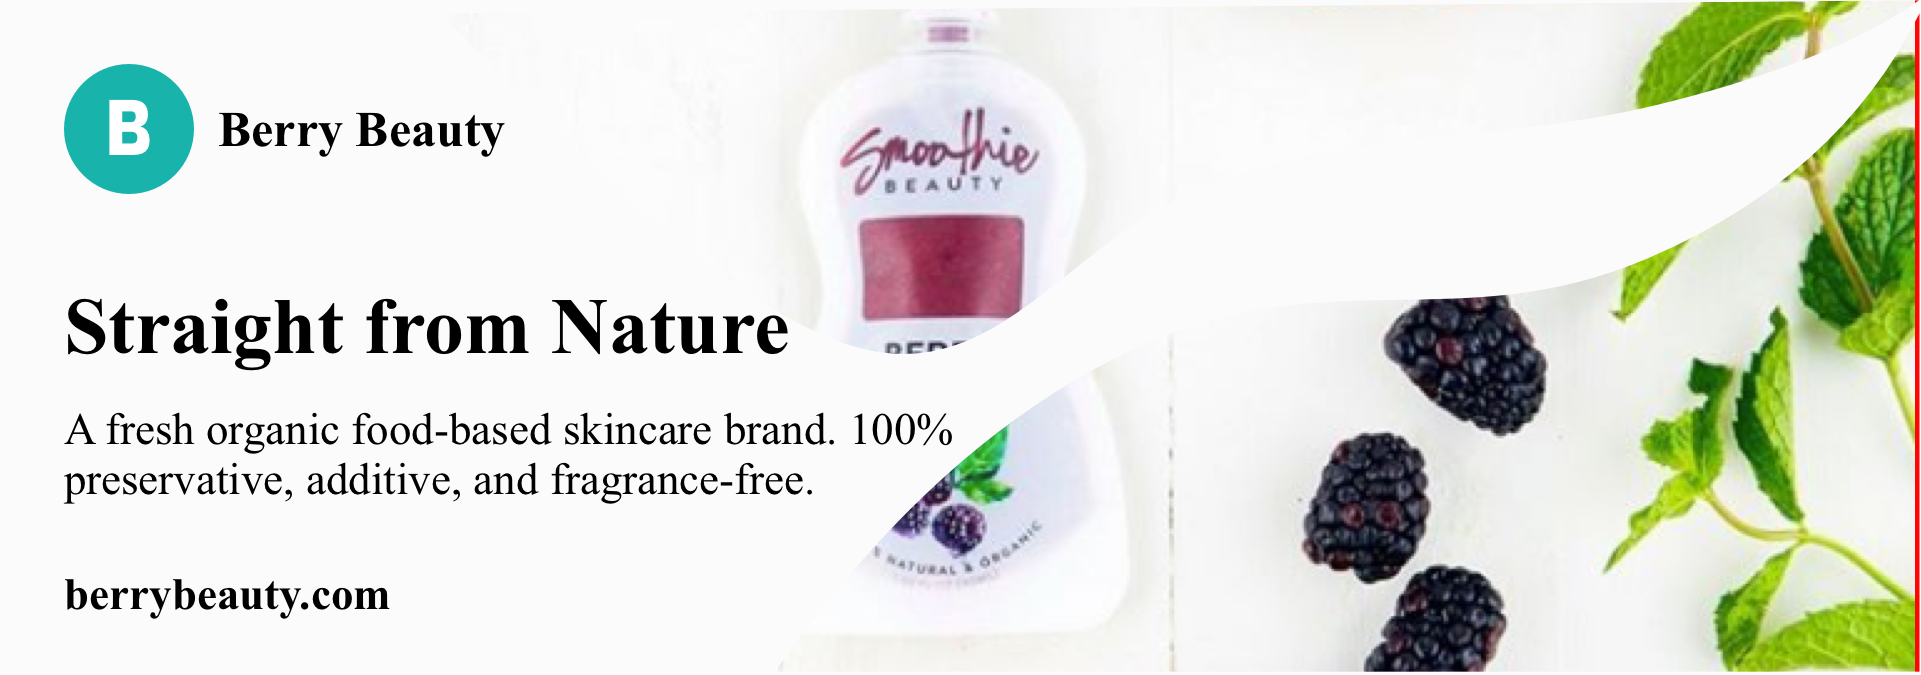 B
Berry Beauty
Smoothie
BEAUTY
Straight from Nature
A fresh organic food-based skincare brand. 100%
preservative, additive, and fragrance-free.
NATURAL & ORGANIC
berrybeauty.com